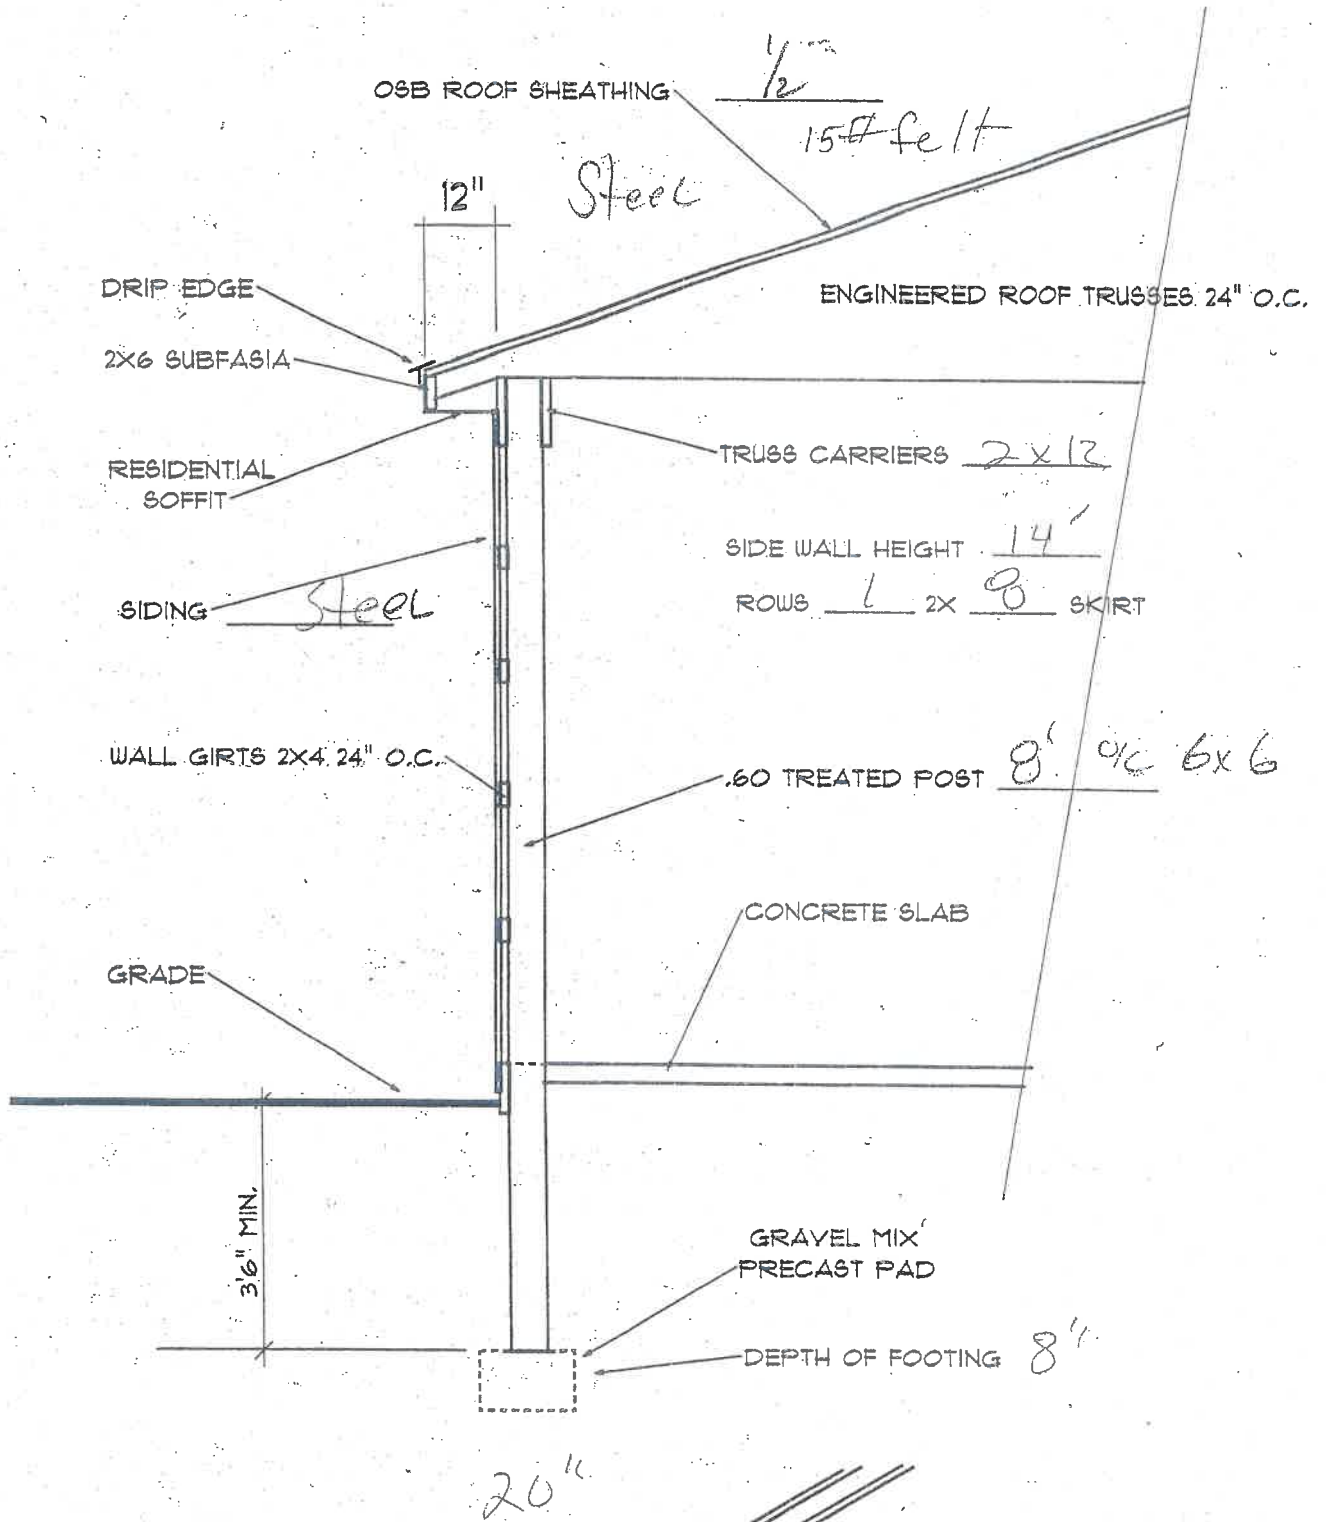 OSB ROOF SHEATHING 1/2
15# felt
12" Steel
DRIP EDGE
ENGINEERED ROOF TRUSSES 24" O.C.
2X6 SUBFASIA
RESIDENTIAL
SOFFIT
TRUSS CARRIERS 2x12
SIDE WALL HEIGHT 14'
SIDING Steel
ROWS 1 2X 8 SKIRT
WALL GIRTS 2X4 24" O.C.
.60 TREATED POST 8' o/c 6x6
CONCRETE SLAB
GRADE
3'6" MIN.
GRAVEL MIX
PRECAST PAD
DEPTH OF FOOTING 8"
20"